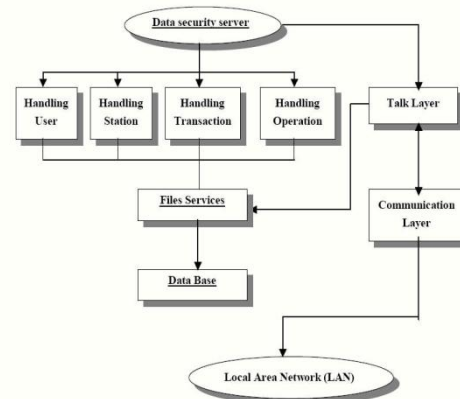 Data security server
Handling
User
Handling
Station
Handling
Transaction
Handling
Operation
Talk Layer
Files Services
Communication
Layer
Data Base
Local Area Network (LAN)